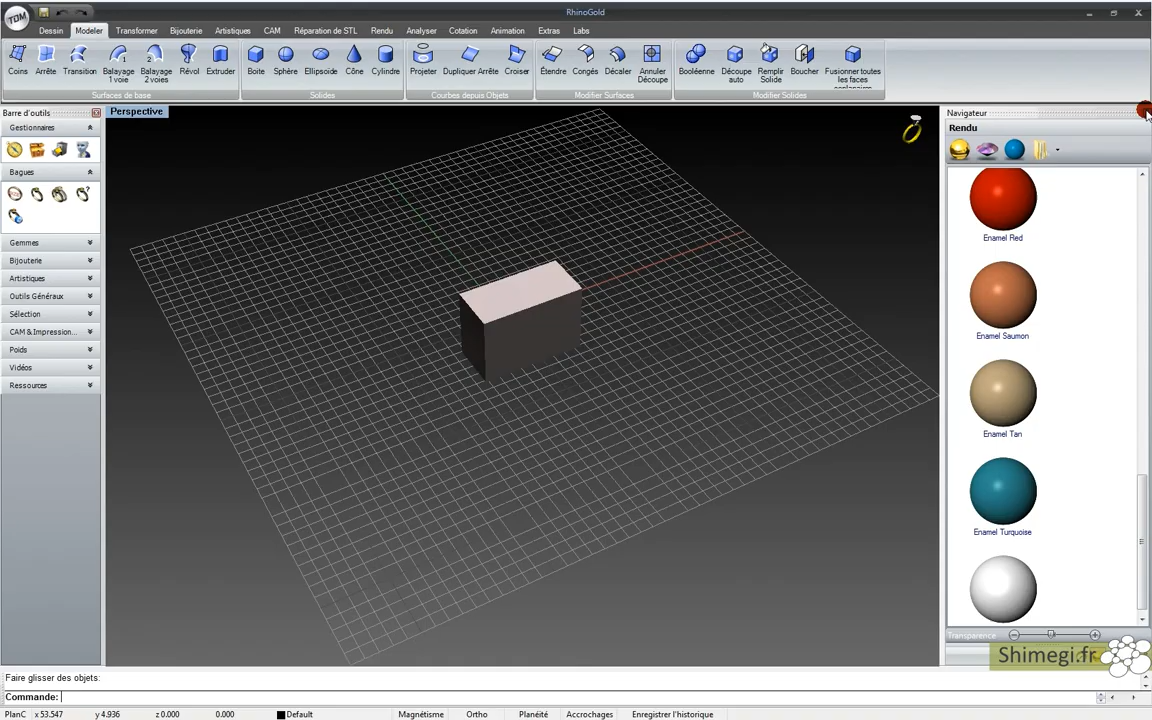 RhinoGold
TDM
Dessin Modeler Transformer Bijouterie Artistiques CAM Réparation de STL Rendu Analyser Cotation Animation Extras Labs
Coins Arrête Transition Balayage 1 voie Balayage 2 voies Révol Extruder Boite Sphère Ellipsoide Cône Cylindre Projeter Dupliquer Arrête Croiser Étendre Congés Décaler Annuler Découpe Booléenne Découpe auto Remplir Solide Boucher Fusionner toutes les faces
Surfaces de base Solides Courbes depuis Objets Modifier Surfaces Modifier Solides
Barre d'outils
Gestionnaires
Bagues
Gemmes
Bijouterie
Artistiques
Outils Généraux
Sélection
CAM & Impression...
Poids
Vidéos
Ressources
Perspective
Navigateur
Rendu
Enamel Red
Enamel Saumon
Enamel Tan
Enamel Turquoise
Transparence
Shimegi.fr
Faire glisser des objets:
Commande:
PlanC x 53.547 y 4.936 z 0.000 0.000 Default Magnétisme Ortho Planéité Accrochages Enregistrer l'historique